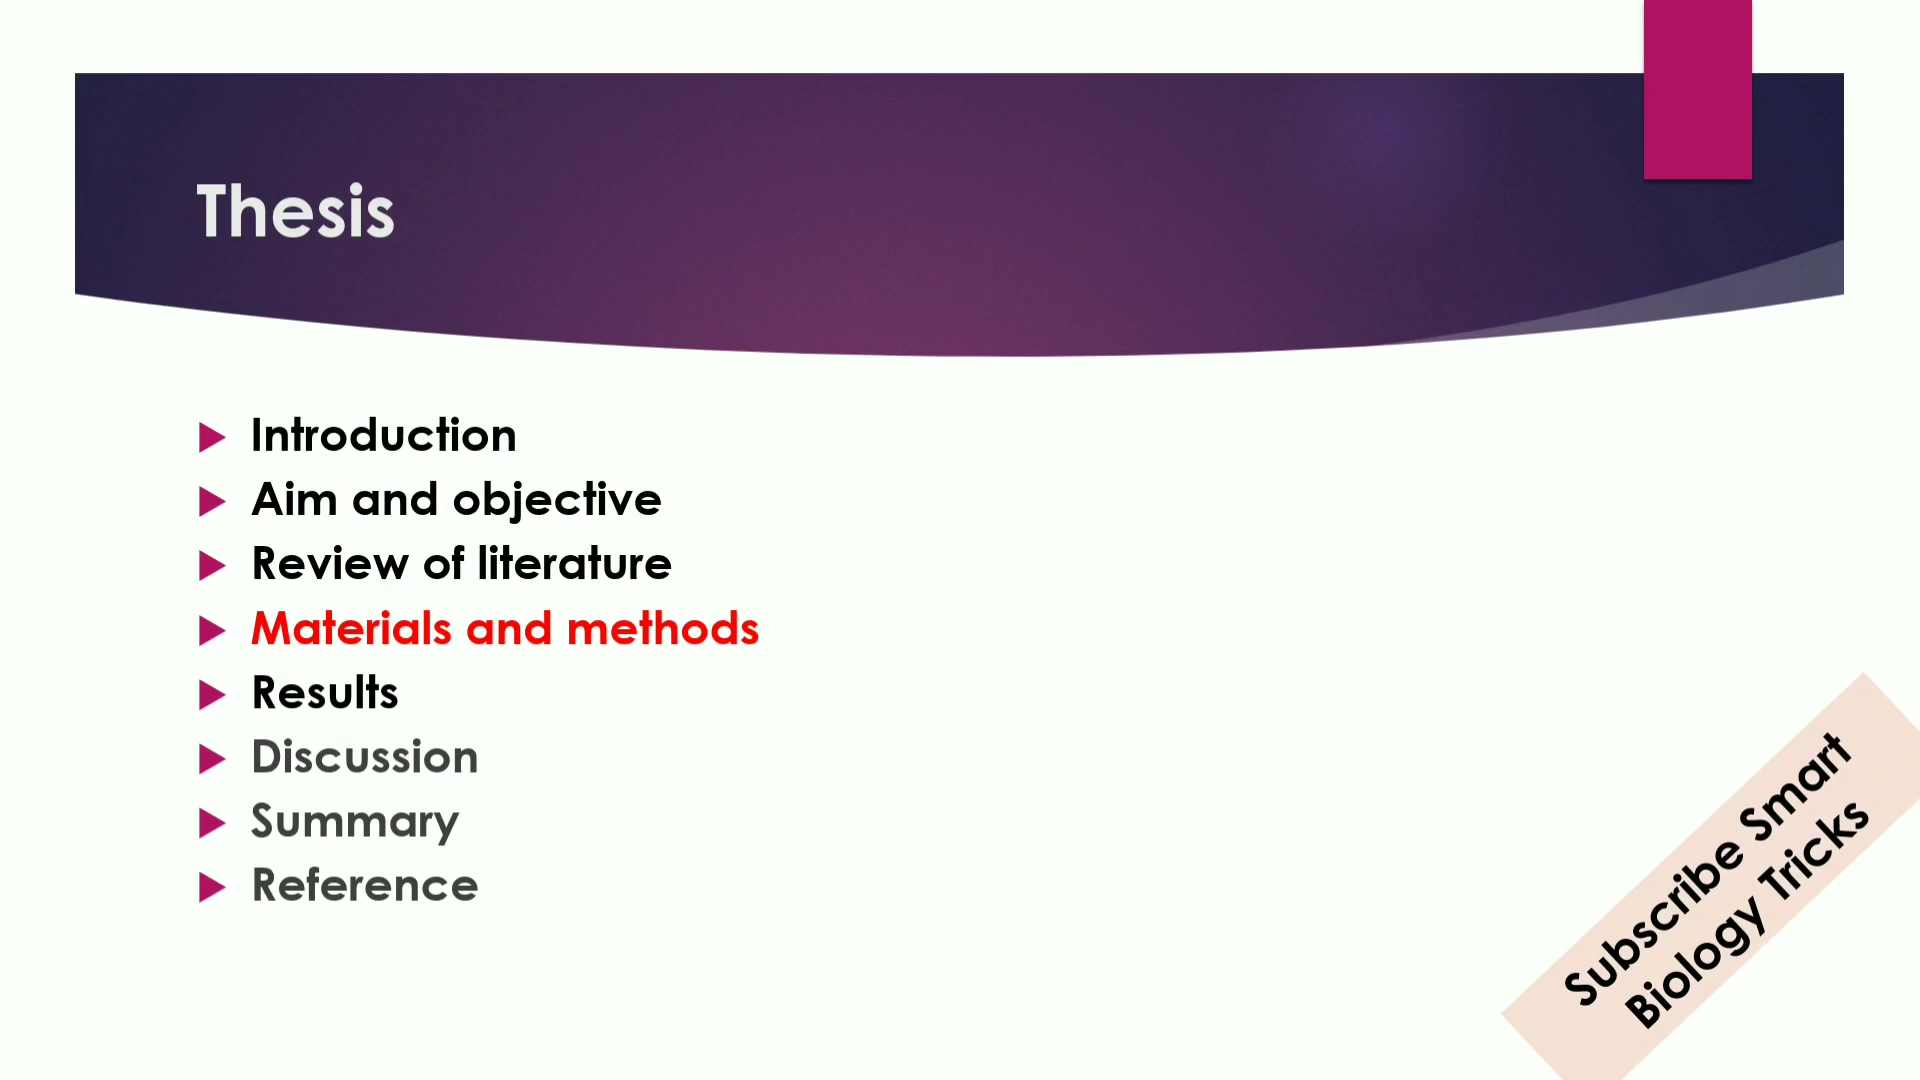 Thesis
Introduction
Aim and objective
Review of literature
Materials and methods
Results
Discussion
Summary
Reference
Subscribe Smart
Biology Tricks